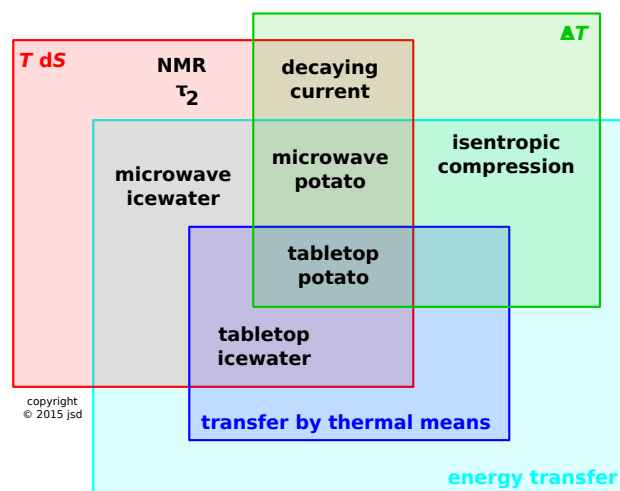 T dS
ΔT
NMR
τ2
decaying
current
isentropic
compression
microwave
potato
microwave
icewater
tabletop
potato
tabletop
icewater
copyright
© 2015 jsd
transfer by thermal means
energy transfer